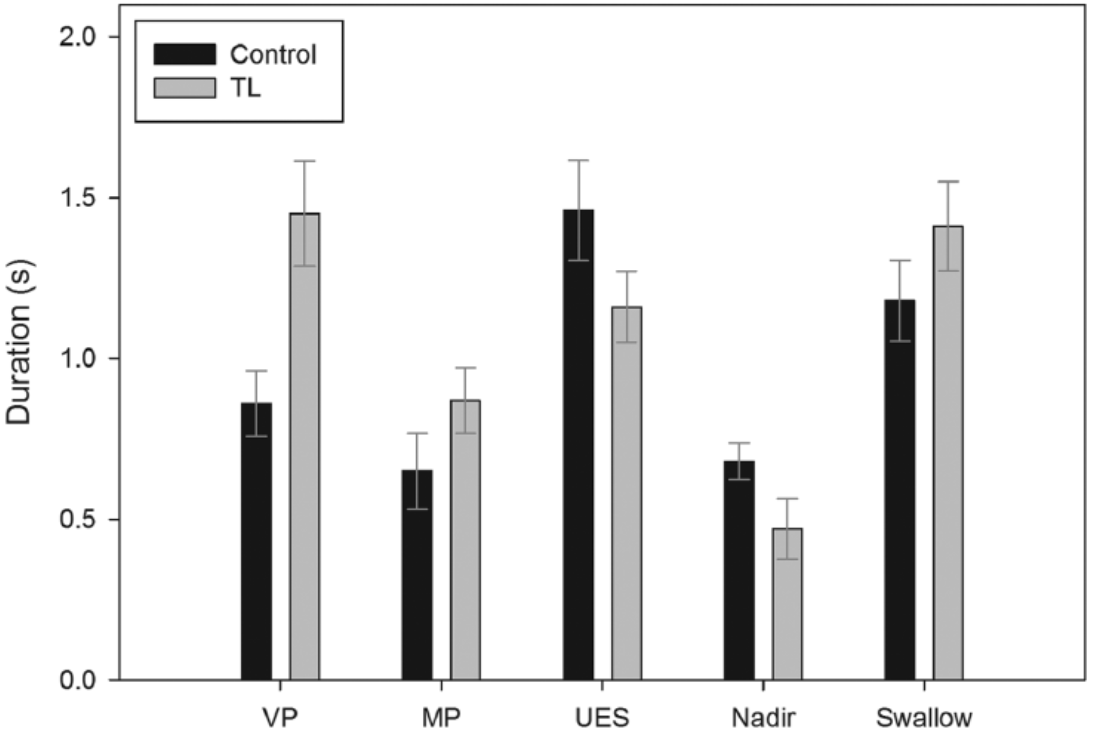 Control
TL
Duration (s)
2.0
1.5
1.0
0.5
0.0
VP
MP
UES
Nadir
Swallow